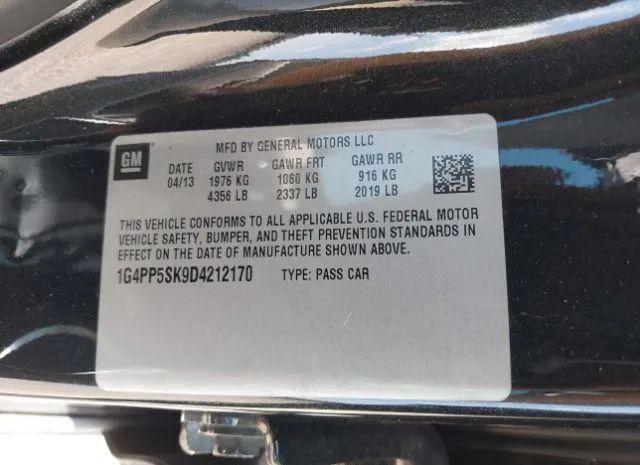 MFD BY GENERAL MOTORS LLC
GM
DATE GVWR GAWR FRT GAWR RR
04/13 1976 KG 1060 KG 916 KG
4356 LB 2337 LB 2019 LB
THIS VEHICLE CONFORMS TO ALL APPLICABLE U.S. FEDERAL MOTOR
VEHICLE SAFETY, BUMPER, AND THEFT PREVENTION STANDARDS IN
EFFECT ON THE DATE OF MANUFACTURE SHOWN ABOVE.
1G4PP5SK9D4212170 TYPE: PASS CAR